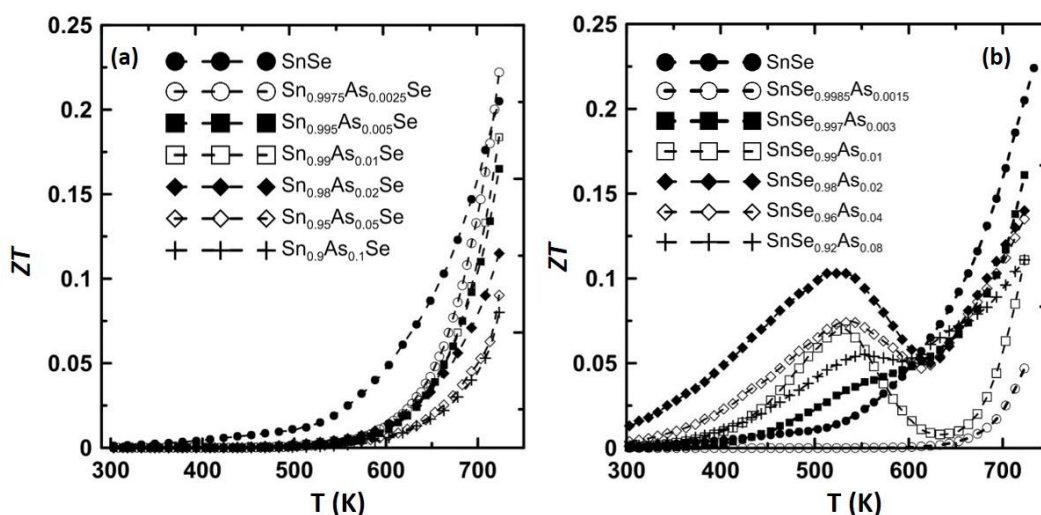 0.25
(a)
SnSe
Sn0.9975As0.0025Se
0.2
Sn0.995As0.005Se
Sn0.99As0.01Se
0.15
Sn0.98As0.02Se
Sn0.95As0.05Se
ZT
Sn0.9As0.1Se
0.1
0.05
0
300 400 500 600 700
T (K)
0.25
SnSe (b)
SnSe0.9985As0.0015
0.2
SnSe0.997As0.003
SnSe0.99As0.01
0.15
SnSe0.98As0.02
SnSe0.96As0.04
ZT
SnSe0.92As0.08
0.1
0.05
0
300 400 500 600 700
T (K)